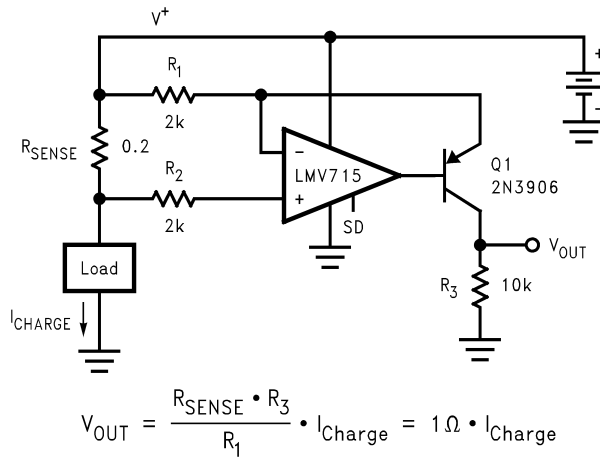 V+
R1
2k
+
-
RSENSE 0.2
R2
2k
-
LMV715
+
SD
Q1
2N3906
VOUT
Load
ICHARGE
R3 10k
VOUT = RSENSE • R3 / R1 • ICharge = 1Ω • ICharge